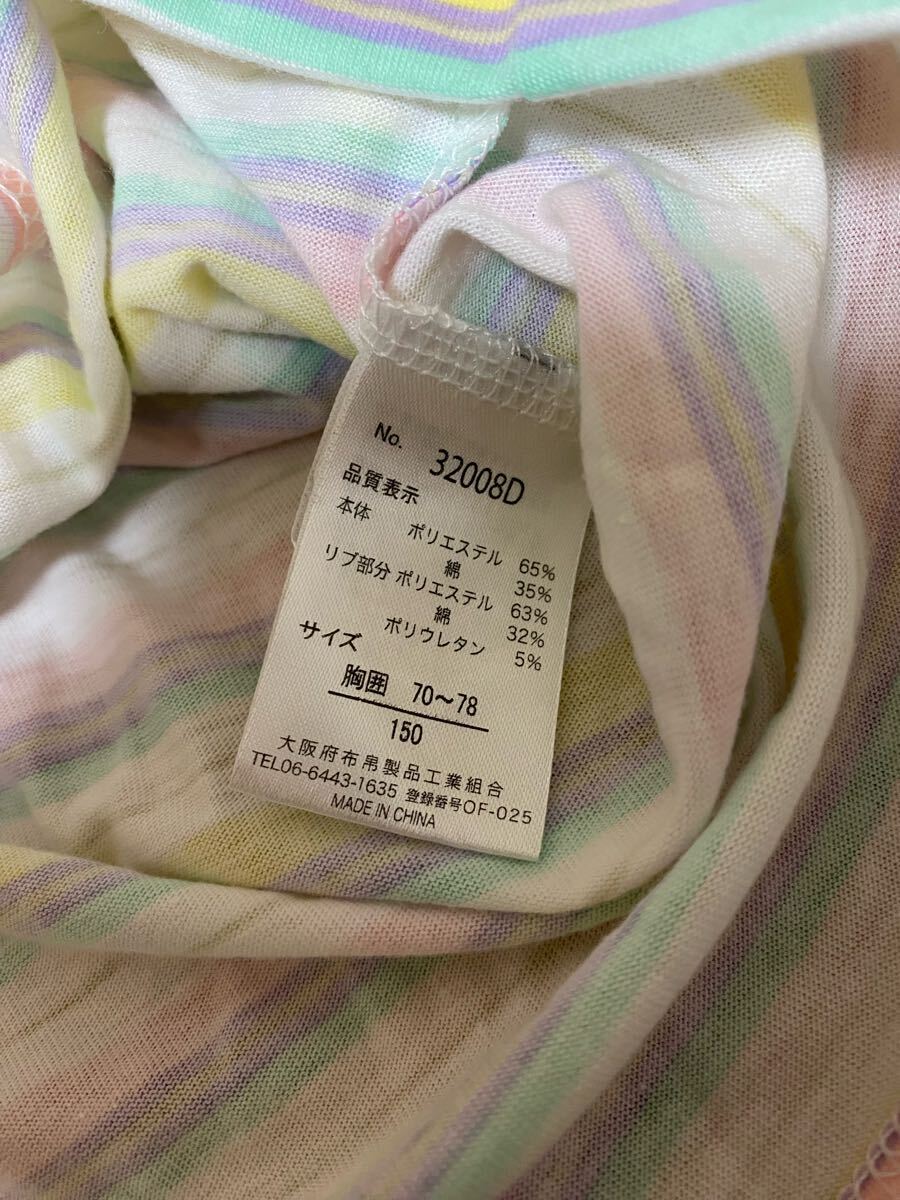 No. 32008D
品質表示
本体 ポリエステル 65%
綿 35%
リブ部分 ポリエステル 63%
綿 32%
ポリウレタン 5%
サイズ
胸囲 70〜78
150
大阪府布帛製品工業組合
TEL06-6443-1635 登録番号OF-025
MADE IN CHINA